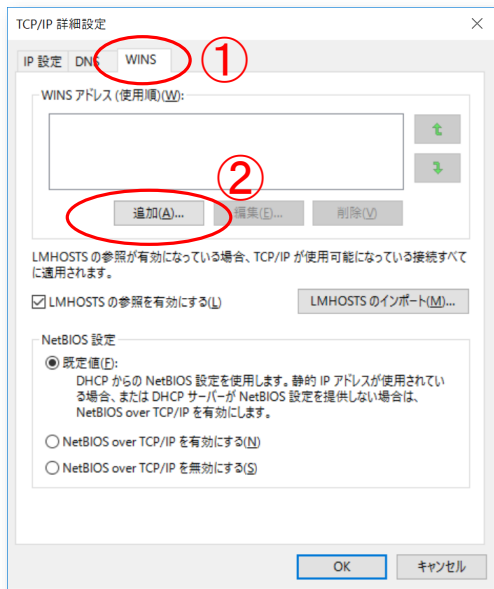 TCP/IP 詳細設定
IP 設定 DNS WINS ①
WINS アドレス (使用順)(W):
②
追加(A)... 編集(E)... 削除(V)
LMHOSTS の参照が有効になっている場合、TCP/IP が使用可能になっている接続すべて
に適用されます。
LMHOSTS の参照を有効にする(L) LMHOSTS のインポート(M)...
NetBIOS 設定
既定値(F):
DHCP からの NetBIOS 設定を使用します。静的 IP アドレスが使用されてい
る場合、または DHCP サーバーが NetBIOS 設定を提供しない場合は、
NetBIOS over TCP/IP を有効にします。
NetBIOS over TCP/IP を有効にする(N)
NetBIOS over TCP/IP を無効にする(S)
OK キャンセル